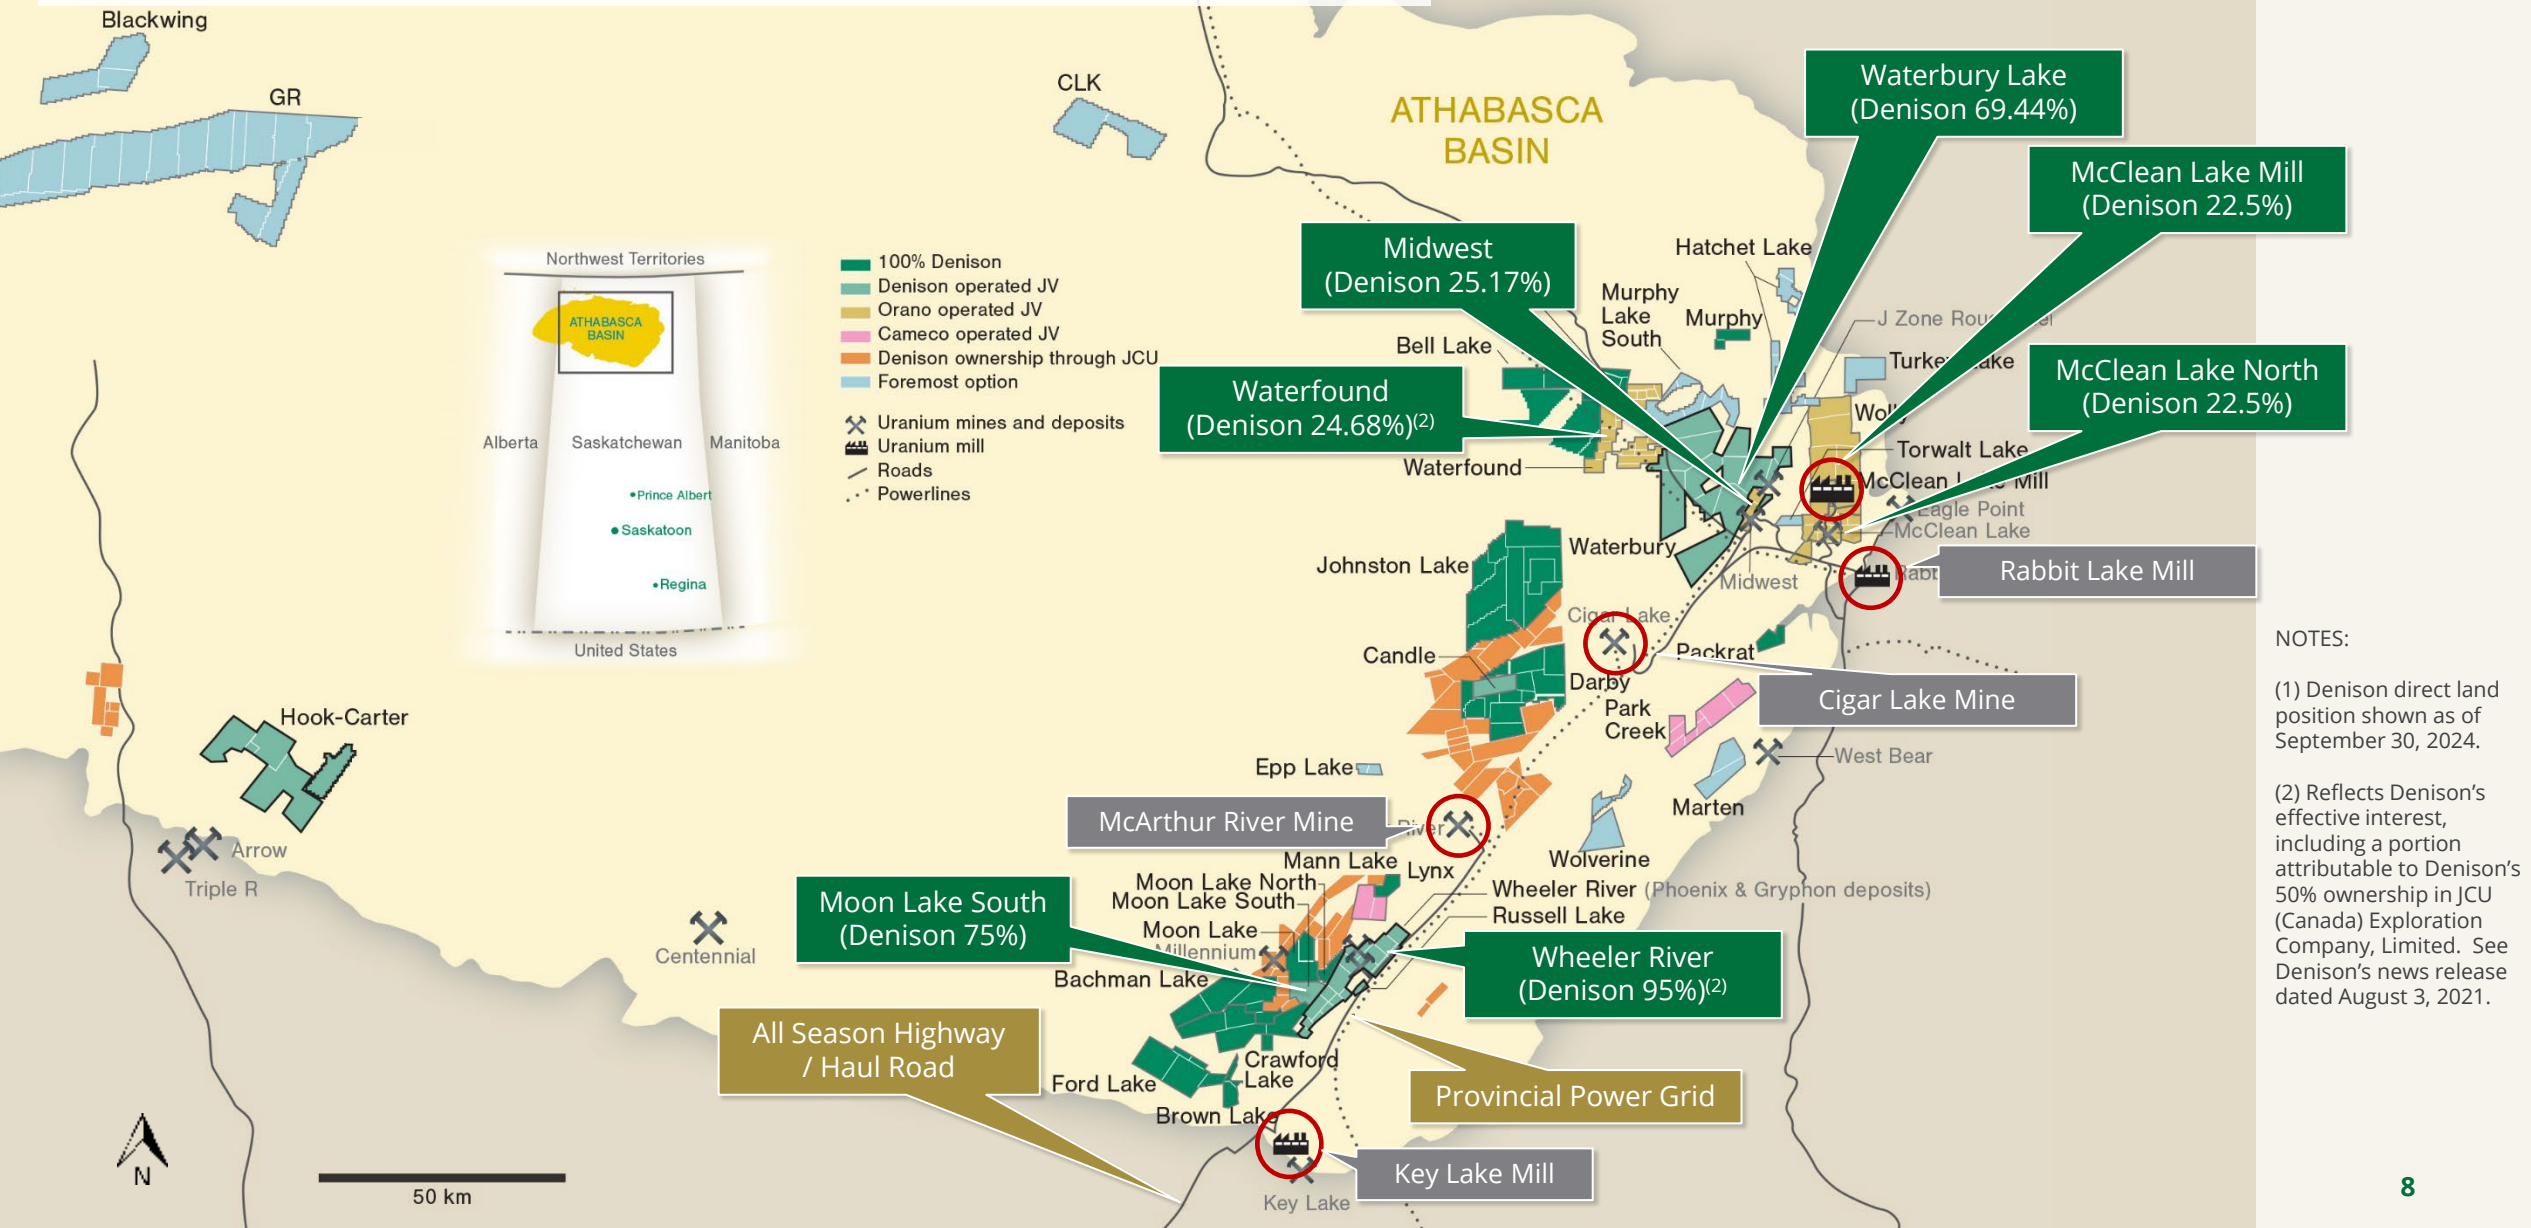 Blackwing
GR
CLK
ATHABASCA
BASIN
Waterbury Lake
(Denison 69.44%)
McClean Lake Mill
(Denison 22.5%)
Midwest
(Denison 25.17%)
Hatchet Lake
Northwest Territories
ATHABASCA
BASIN
Alberta
Saskatchewan
Manitoba
Prince Albert
Saskatoon
Regina
United States
100% Denison
Denison operated JV
Orano operated JV
Cameco operated JV
Denison ownership through JCU
Foremost option
Uranium mines and deposits
Uranium mill
Roads
Powerlines
Murphy
Lake
South
Murphy
J Zone
Bell Lake
McClean Lake North
(Denison 22.5%)
Waterfound
(Denison 24.68%)(2)
Waterfound
Torwalt Lake
McClean Lake Mill
Eagle Point
McClean Lake
Waterbury
Midwest
Rabbit Lake Mill
Johnston Lake
Cigar Lake
Packrat
Candle
Darby
Cigar Lake Mine
Park
Creek
Hook-Carter
West Bear
Epp Lake
Marten
McArthur River Mine
River
Arrow
Triple R
Wolverine
Mann Lake
Lynx
Moon Lake North
Moon Lake South
Wheeler River (Phoenix & Gryphon deposits)
Russell Lake
Moon Lake South
(Denison 75%)
Moon Lake
Millennium
Centennial
Wheeler River
(Denison 95%)(2)
Bachman Lake
All Season Highway
/ Haul Road
Crawford
Lake
Ford Lake
Provincial Power Grid
Brown Lake
Key Lake Mill
Key Lake
N
50 km
NOTES:
(1) Denison direct land
position shown as of
September 30, 2024.
(2) Reflects Denison's
effective interest,
including a portion
attributable to Denison's
50% ownership in JCU
(Canada) Exploration
Company, Limited. See
Denison's news release
dated August 3, 2021.
8